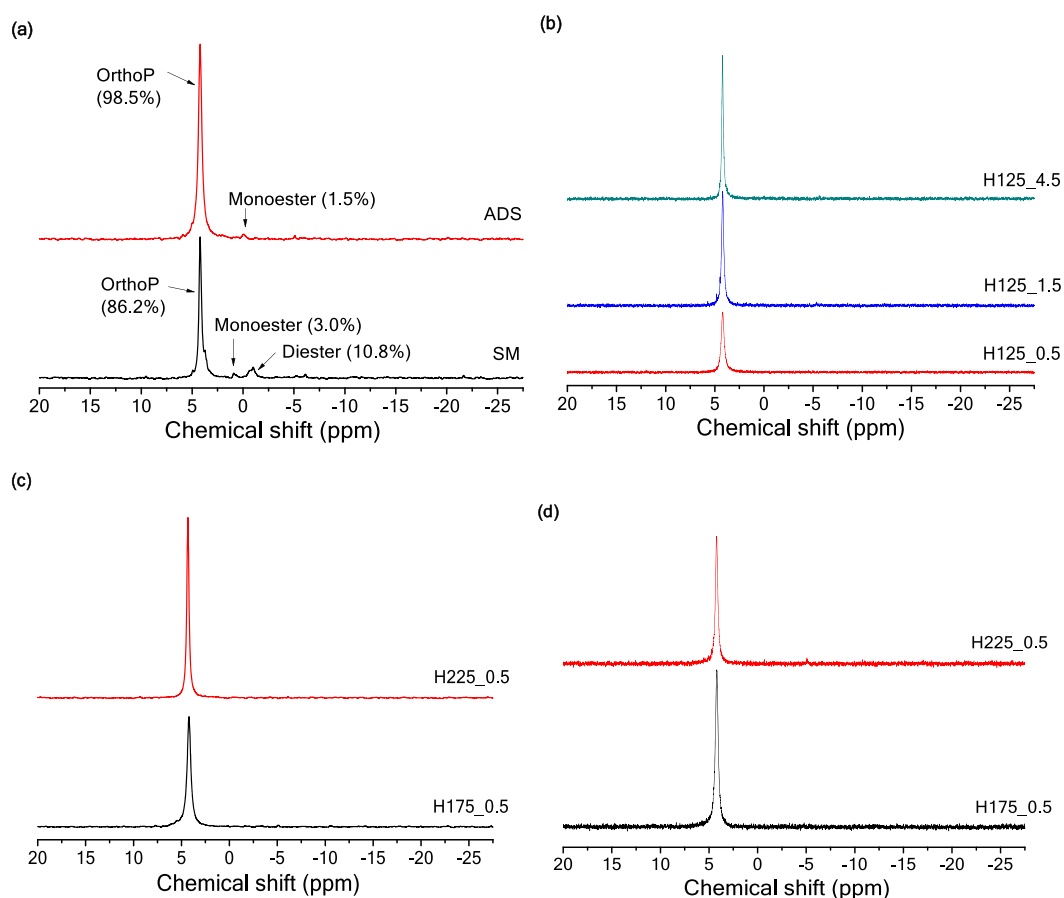 (a)
OrthoP
(98.5%)
Monoester (1.5%)
ADS
OrthoP
(86.2%)
Monoester (3.0%)
Diester (10.8%)
SM
20 15 10 5 0 -5 -10 -15 -20 -25
Chemical shift (ppm)
(b)
H125_4.5
H125_1.5
H125_0.5
20 15 10 5 0 -5 -10 -15 -20 -25
Chemical shift (ppm)
(c)
H225_0.5
H175_0.5
20 15 10 5 0 -5 -10 -15 -20 -25
Chemical shift (ppm)
(d)
H225_0.5
H175_0.5
20 15 10 5 0 -5 -10 -15 -20 -25
Chemical shift (ppm)